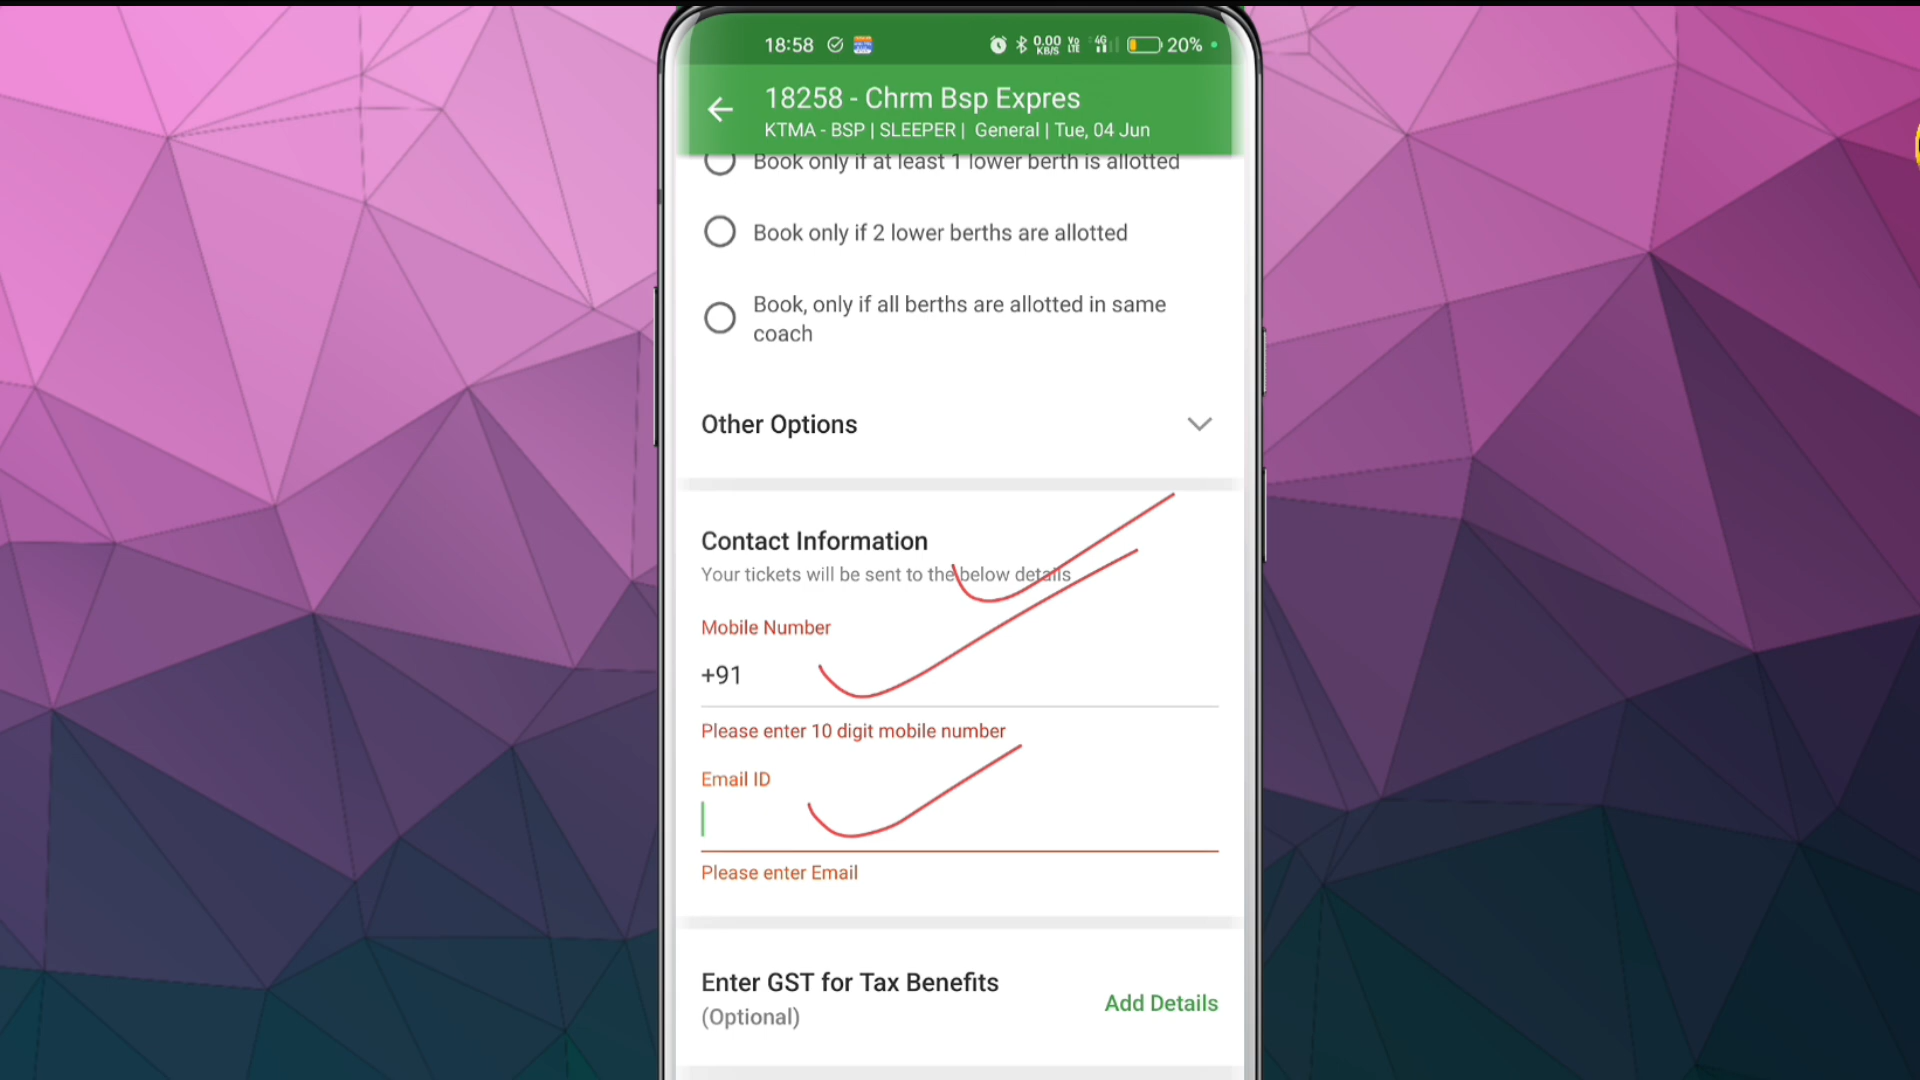 18:58
0.00 KB/S
Vo LTE
4G
20%
18258 - Chrm Bsp Expres
KTMA - BSP | SLEEPER | General | Tue, 04 Jun
Book only if at least 1 lower berth is allotted
Book only if 2 lower berths are allotted
Book, only if all berths are allotted in same
coach
Other Options
Contact Information
Your tickets will be sent to the below details
Mobile Number
+91
Please enter 10 digit mobile number
Email ID
Please enter Email
Enter GST for Tax Benefits
(Optional)
Add Details